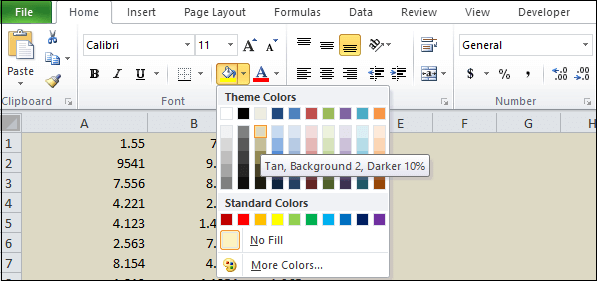 File Home Insert Page Layout Formulas Data Review View Developer
Calibri 11 General
Paste B I U A $ % , .00
Clipboard Font Alignment Number
Theme Colors
A B E F G H
1 1.55 7
2 9541 9.
Tan, Background 2, Darker 10%
3 7.556 8.
4 4.221 2.
Standard Colors
5 4.123 1.4
6 2.563 7.
No Fill
7 8.154 4.
More Colors...